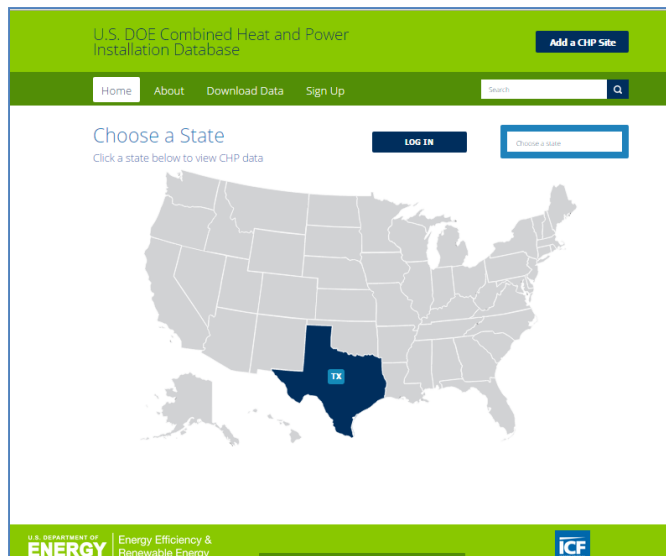 U.S. DOE Combined Heat and Power
Installation Database
Add a CHP Site
Home About Download Data Sign Up
Search
Choose a State
Click a state below to view CHP data
LOG IN
Choose a state
TX
U.S. DEPARTMENT OF
ENERGY
Energy Efficiency &
Renewable Energy
ICF